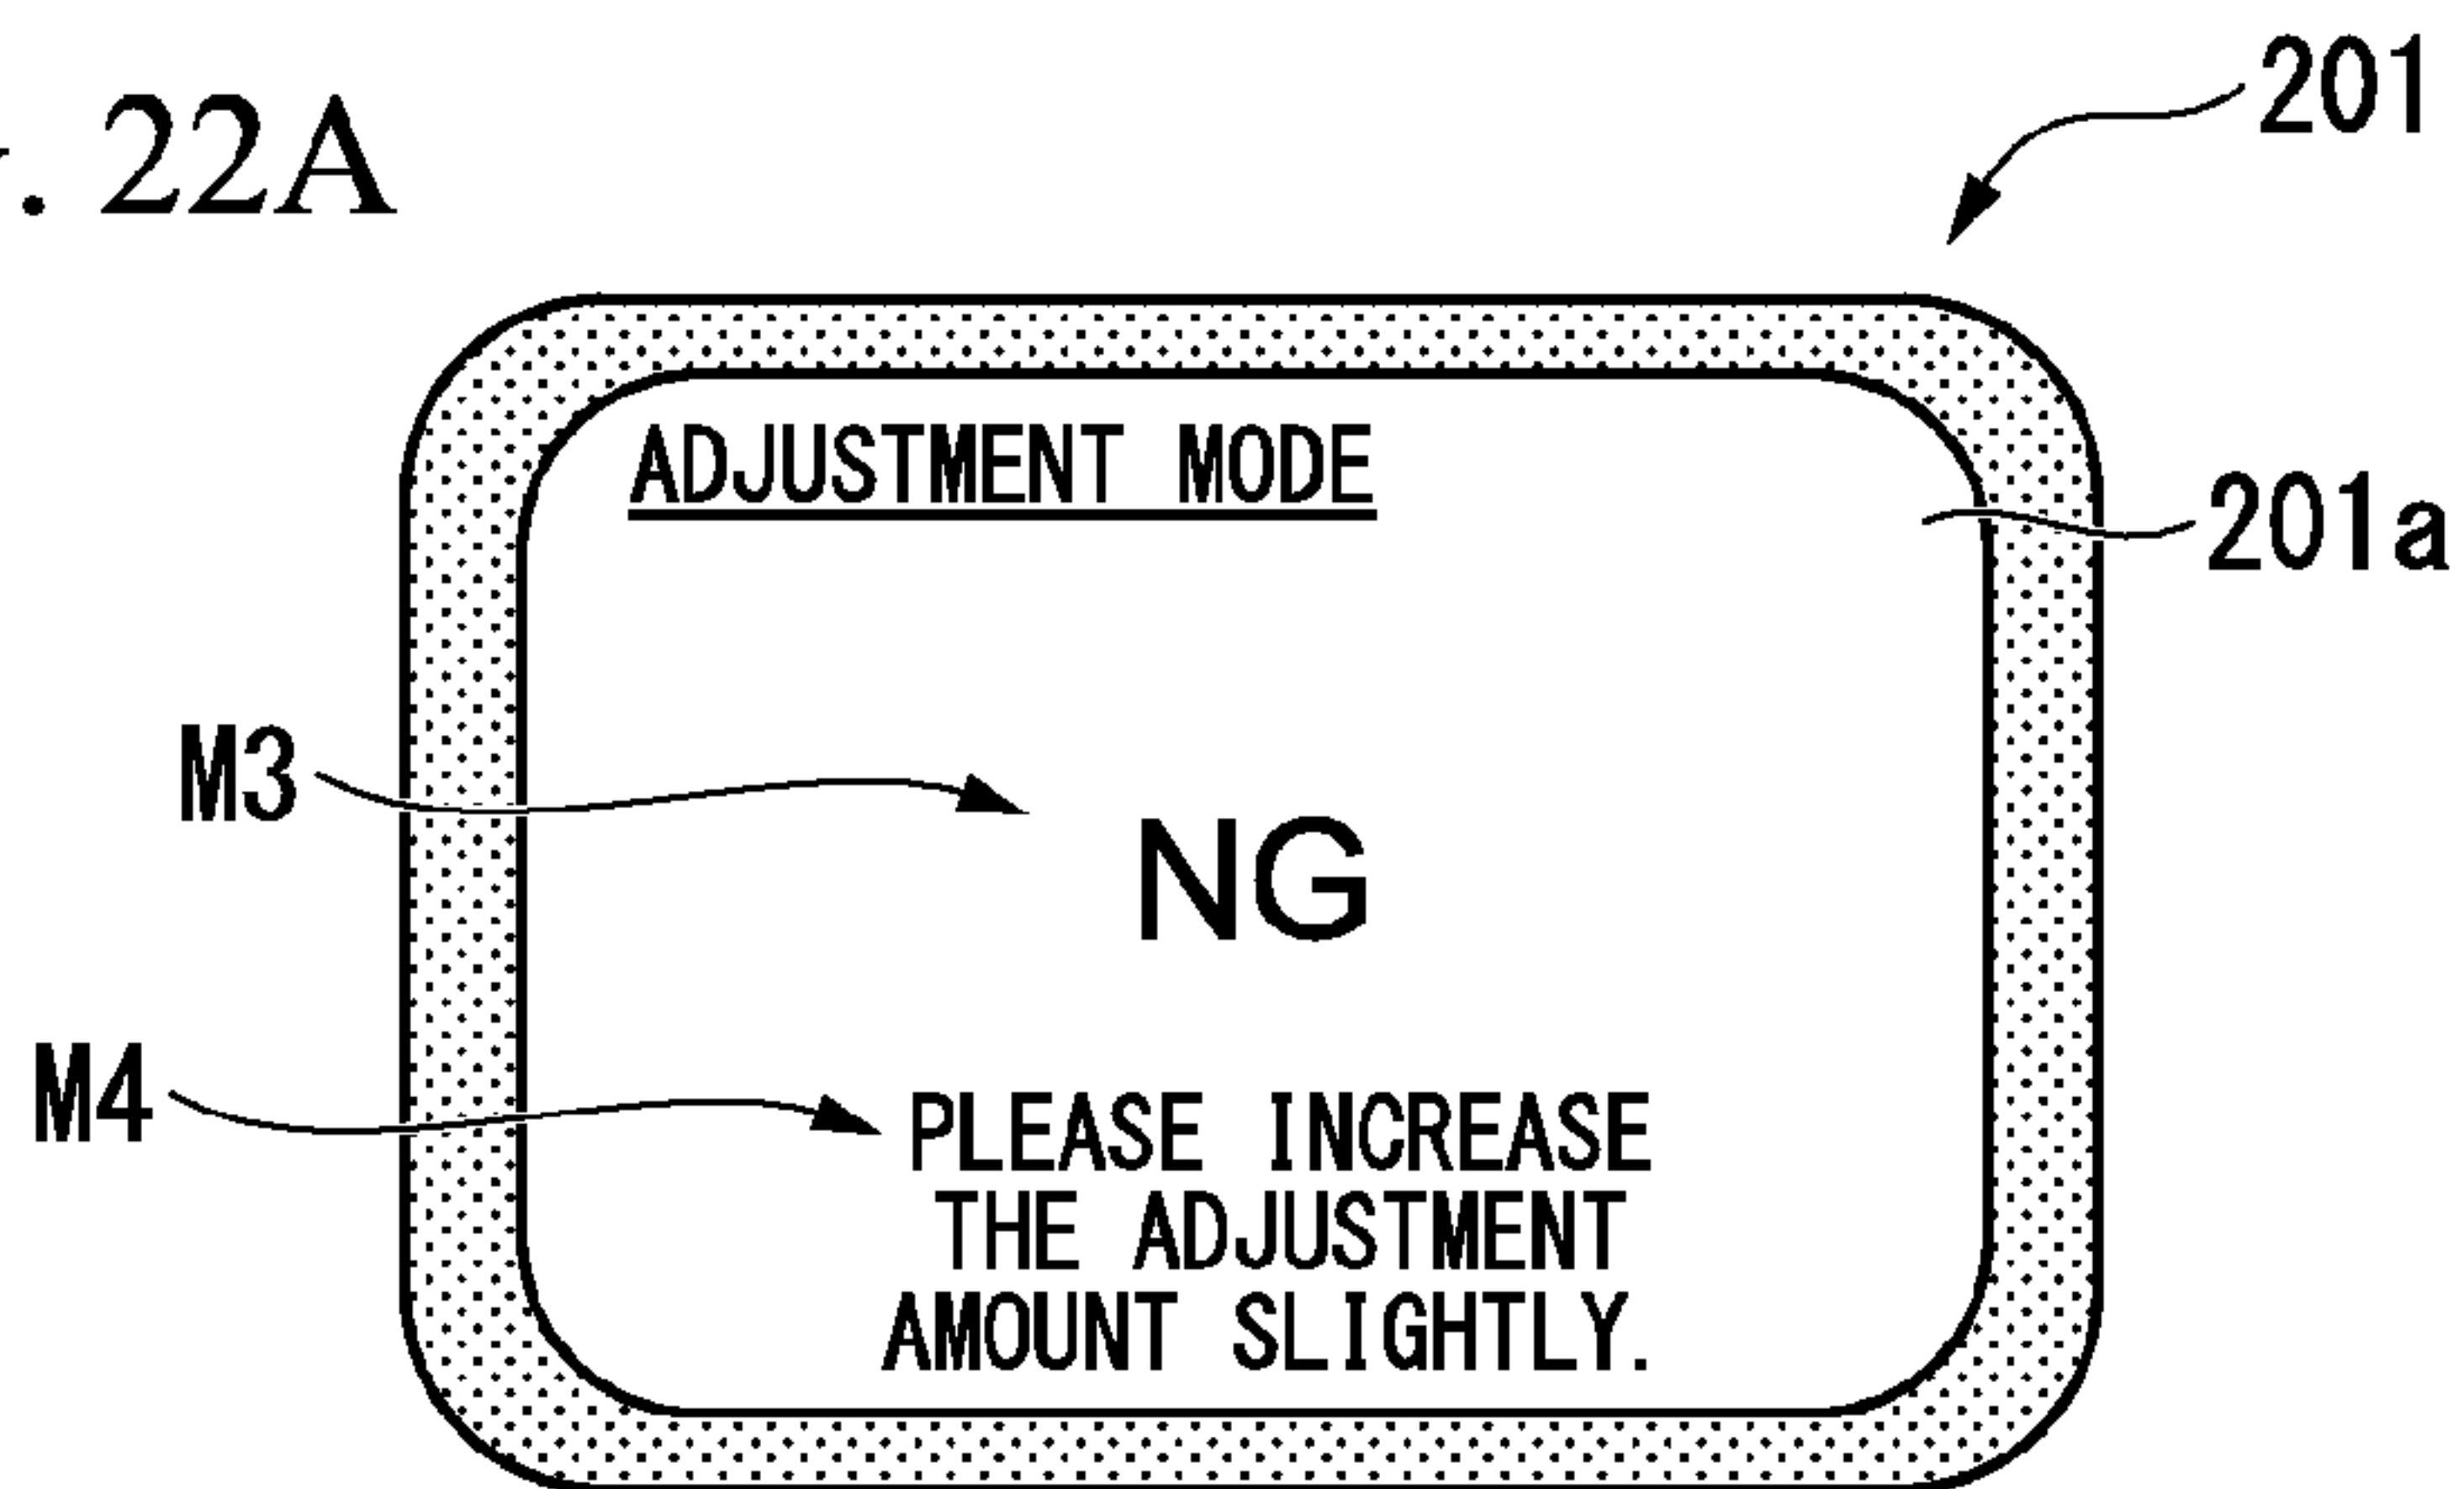 . 22A
201
ADJUSTMENT MODE
201a
M3
NG
M4
PLEASE INCREASE
THE ADJUSTMENT
AMOUNT SLIGHTLY.